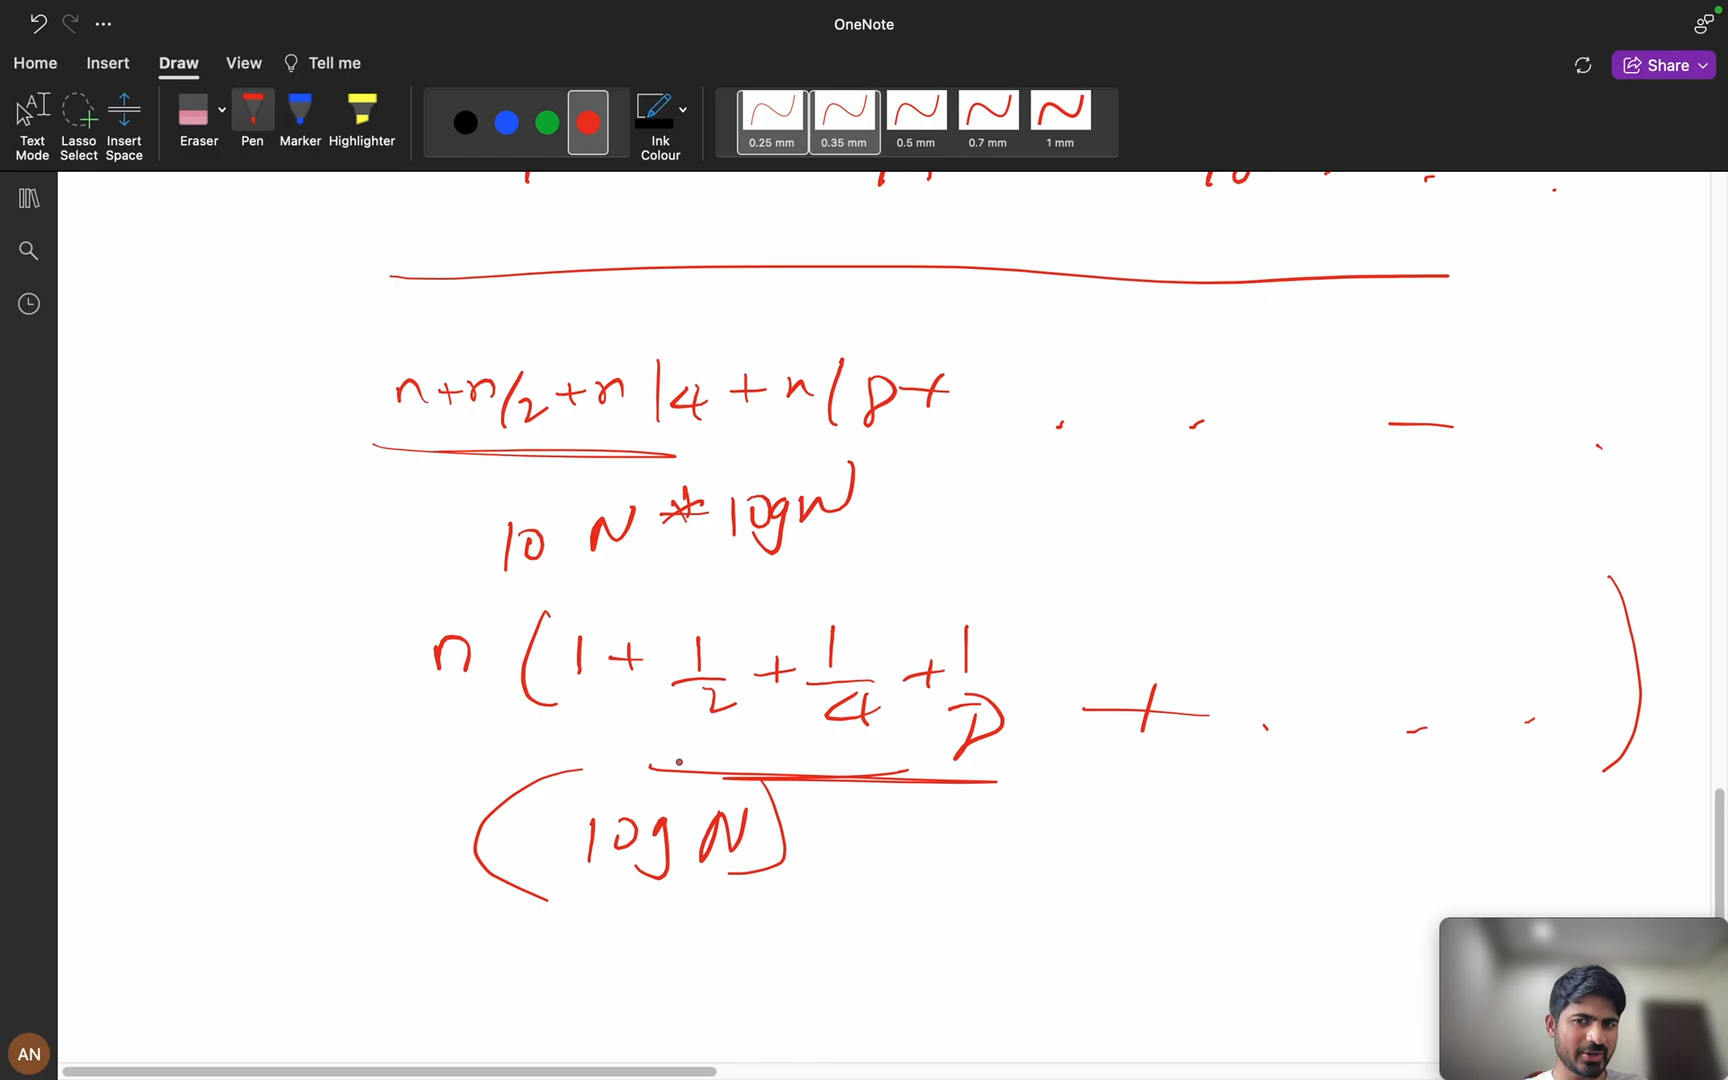 OneNote
Home Insert Draw View Tell me
Share
Text Mode
Lasso Select
Insert Space
Eraser
Pen
Marker
Highlighter
Ink Colour
0.25 mm
0.35 mm
0.5 mm
0.7 mm
1 mm
n+n/2+n/4+n/8+ . . _ .
10 N * log N
n (1+1/2+1/4+1/8 + . . . )
(log N)
AN